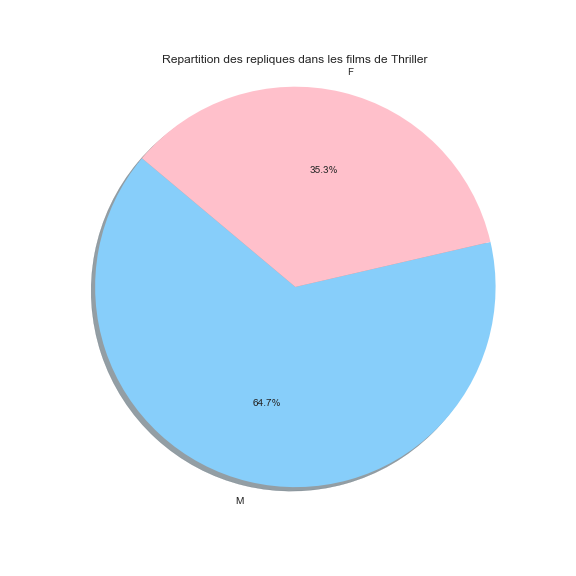 Repartition des repliques dans les films de Thriller
F
35.3%
64.7%
M